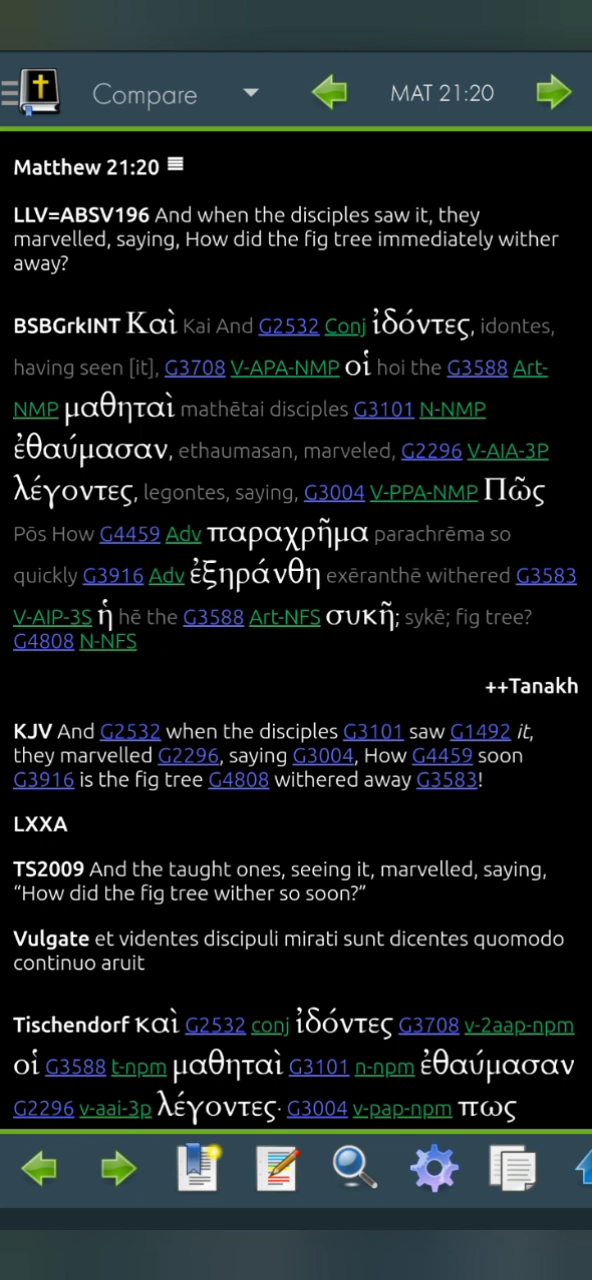 Compare
MAT 21:20
Matthew 21:20
LLV=ABSV196 And when the disciples saw it, they
marvelled, saying, How did the fig tree immediately wither
away?
BSBGrkINT Καὶ Kai And G2532 Conj ἰδόντες, idontes,
having seen [it], G3708 V-APA-NMP οἱ hoi the G3588 Art-
NMP μαθηταὶ mathētai disciples G3101 N-NMP
ἐθαύμασαν, ethaumasan, marveled, G2296 V-AIA-3P
λέγοντες, legontes, saying, G3004 V-PPA-NMP Πῶς
Pōs How G4459 Adv παραχρῆμα parachrēma so
quickly G3916 Adv ἐξηράνθη exēranthē withered G3583
V-AIP-3S ἡ hē the G3588 Art-NFS συκῆ; sykē; fig tree?
G4808 N-NFS
++Tanakh
KJV And G2532 when the disciples G3101 saw G1492 it,
they marvelled G2296, saying G3004, How G4459 soon
G3916 is the fig tree G4808 withered away G3583!
LXXA
TS2009 And the taught ones, seeing it, marvelled, saying,
“How did the fig tree wither so soon?”
Vulgate et videntes discipuli mirati sunt dicentes quomodo
continuo aruit
Tischendorf καὶ G2532 conj ἰδόντες G3708 v-2aap-npm
οἱ G3588 t-npm μαθηταὶ G3101 n-npm ἐθαύμασαν
G2296 v-aai-3p λέγοντες· G3004 v-pap-npm πως